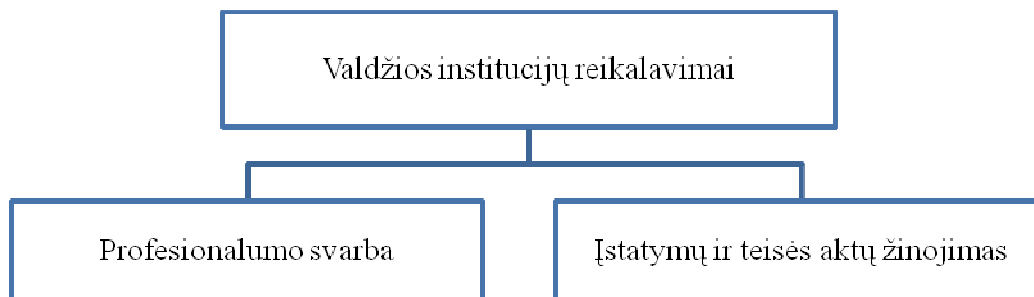 Valdžios institucijų reikalavimai
Profesionalumo svarba
Įstatymų ir teisės aktų žinojimas